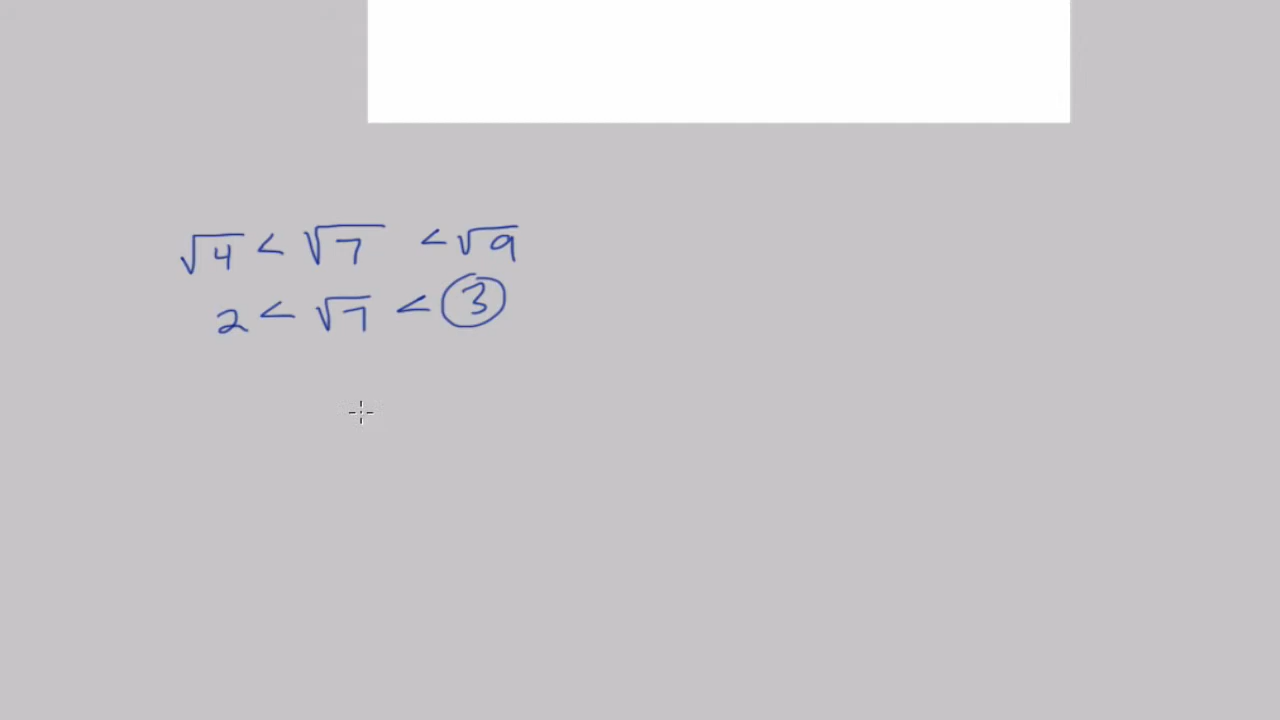 √4 < √7 < √9
2 < √7 < 3